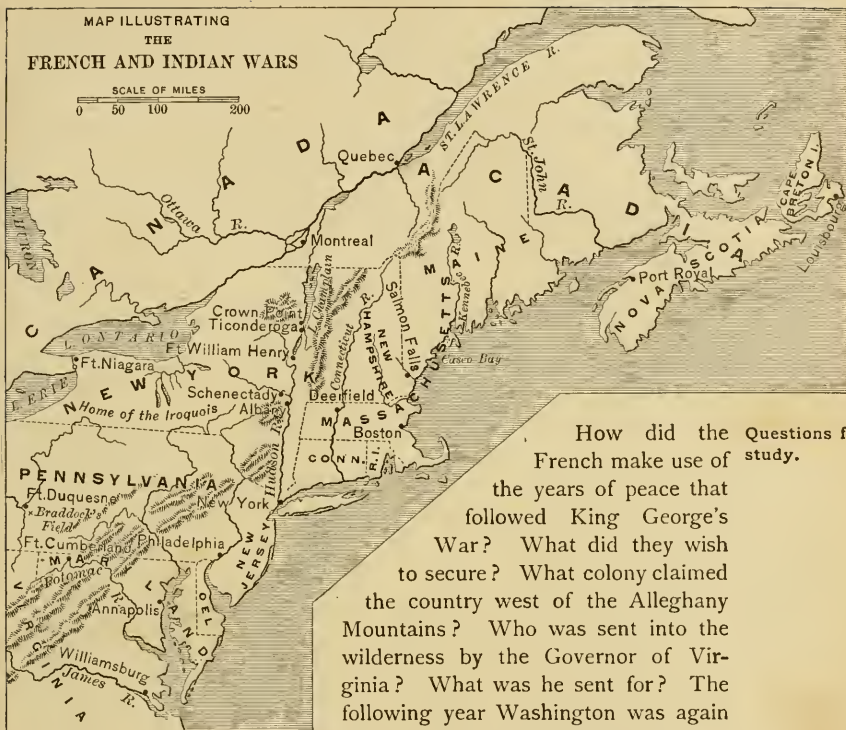 MAP ILLUSTRATING
THE
FRENCH AND INDIAN WARS
SCALE OF MILES
0 50 100 200
CANADA
ACADIA
ST. LAWRENCE R.
Quebec
St. John
R.
CAPE
BRETON I.
Louisbourg
NOVA SCOTIA
Port Royal
Ottawa
R.
Montreal
HURON
MAINE
Kennebec R.
Crown Point
Champlain
Ticonderoga
Salmon Falls
L. ONTARIO
Ft. William Henry
Connecticut
R.
NEW
HAMPSHIRE
Casco Bay
Ft. Niagara
L. ERIE
NEW YORK
Schenectady
Deerfield
Home of the Iroquois
Albany
MASSACHUSETTS
MASS
Boston
CONN.
R.I.
Hudson
PENNSYLVANIA
Ft. Duquesne
New York
Braddock's
Field
Ft. Cumberland
Philadelphia
NEW
JERSEY
MARYLAND
Potomac
R.
Annapolis
DEL
VIRGINIA
Williamsburg
James R.
How did the
French make use of
the years of peace that
followed King George's
War? What did they wish
to secure? What colony claimed
the country west of the Alleghany
Mountains? Who was sent into the
wilderness by the Governor of Vir-
ginia? What was he sent for? The
following year Washington was again
Questions f
study.